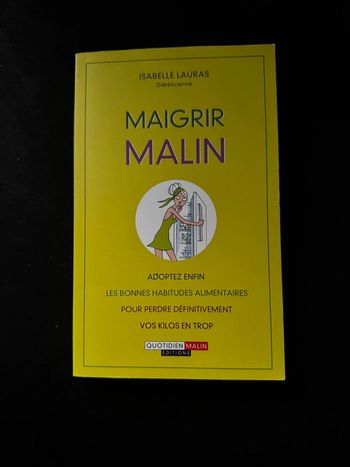 ISABELLE LAURAS
Diététicienne
MAIGRIR
MALIN
ADOPTEZ ENFIN
LES BONNES HABITUDES ALIMENTAIRES
POUR PERDRE DÉFINITIVEMENT
VOS KILOS EN TROP
QUOTIDIEN MALIN
ÉDITIONS